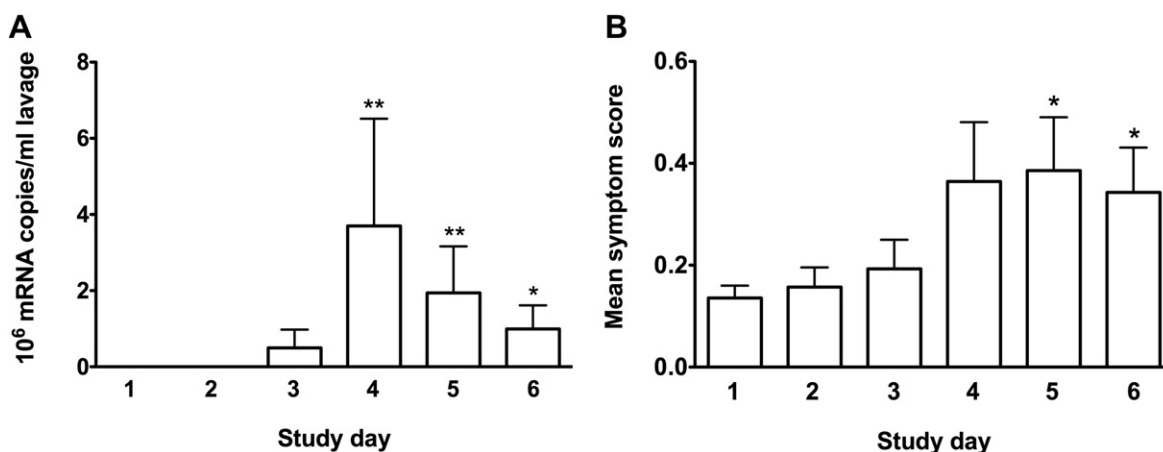 A
10⁶ mRNA copies/ml lavage
8
6
4
2
0
**
**
*
1 2 3 4 5 6
Study day
B
Mean symptom score
0.6
0.4
0.2
0.0
*
*
1 2 3 4 5 6
Study day